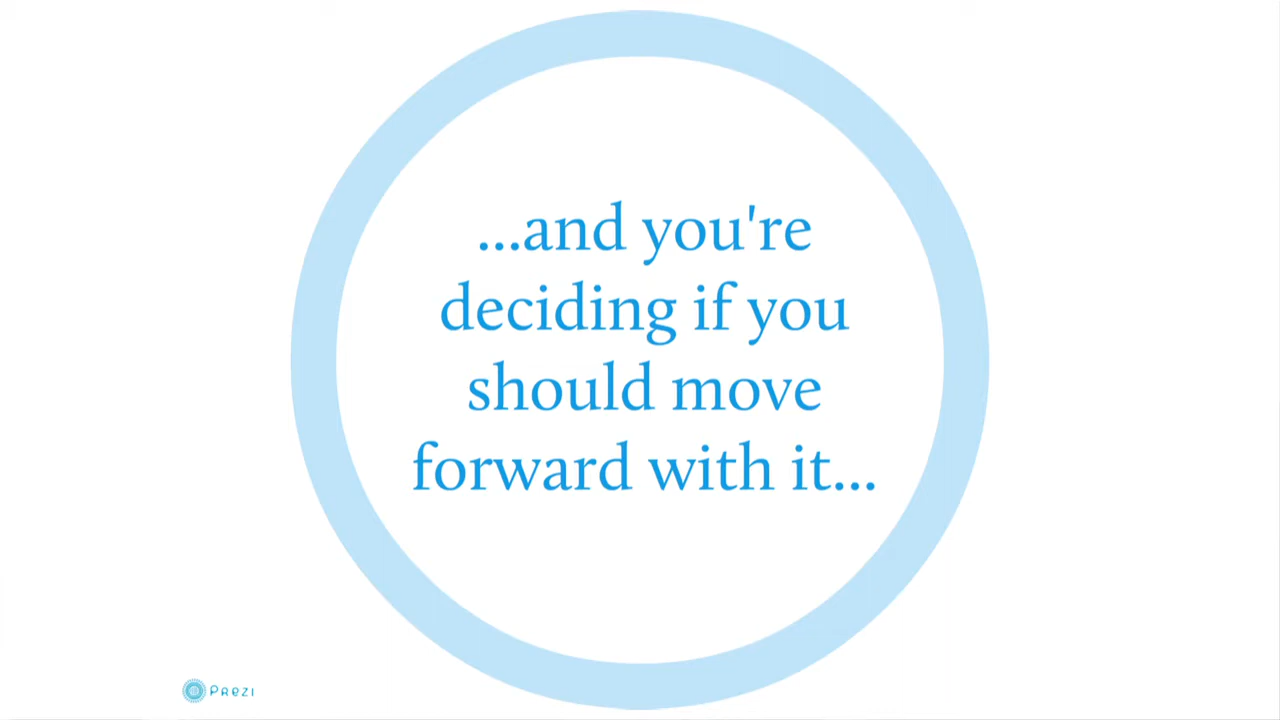 ...and you're
deciding if you
should move
forward with it...
Prezi